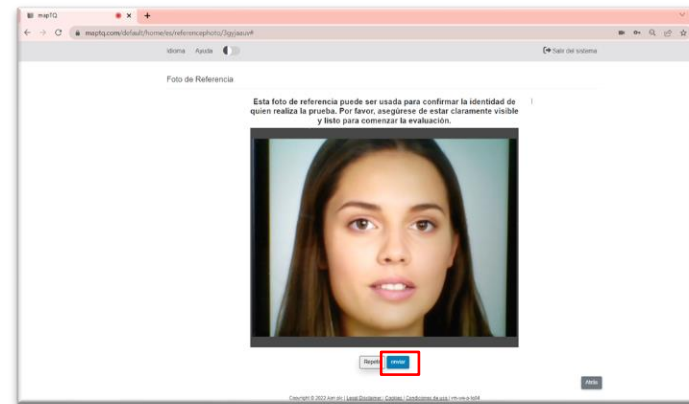 mapTQ
maptq.com/default/home/es/referencephoto/3gyjaauv#
Idioma Ayuda
Salir del sistema
Foto de Referencia
Esta foto de referencia puede ser usada para confirmar la identidad de
quien realiza la prueba. Por favor, asegúrese de estar claramente visible
y listo para comenzar la evaluación.
Repetir
enviar
Atrás
Copyright © 2022 Aon plc | Legal Disclaimer | Cookies | Condiciones de uso |